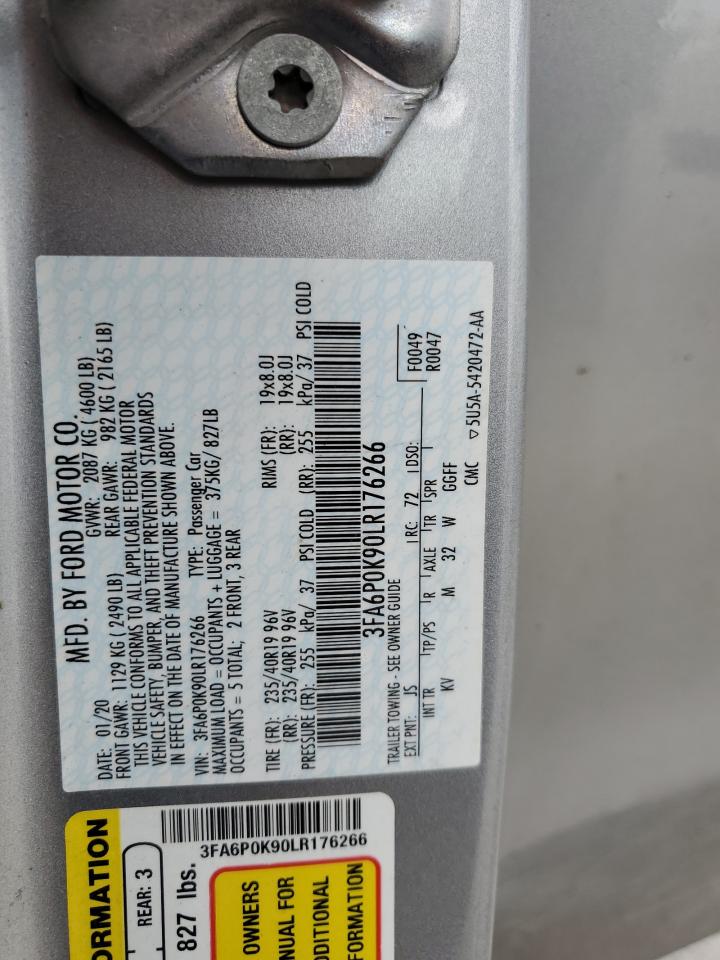 MFD. BY FORD MOTOR CO.
DATE: 01/20 GVWR: 2087 KG ( 4600 LB)
FRONT GAWR: 1129 KG ( 2490 LB) REAR GAWR: 982 KG ( 2165 LB)
THIS VEHICLE CONFORMS TO ALL APPLICABLE FEDERAL MOTOR
VEHICLE SAFETY, BUMPER, AND THEFT PREVENTION STANDARDS
IN EFFECT ON THE DATE OF MANUFACTURE SHOWN ABOVE.
VIN: 3FA6P0K90LR176266 TYPE: Passenger Car
MAXIMUM LOAD = OCCUPANTS + LUGGAGE = 375KG/ 827LB
OCCUPANTS = 5 TOTAL; 2 FRONT, 3 REAR
TIRE (FR): 235/40R19 96V RIMS (FR): 19x8.0J
(RR): 235/40R19 96V (RR): 19x8.0J
PRESSURE (FR): 255 kPa/ 37 PSI COLD (RR): 255 kPa/ 37 PSI COLD
3FA6P0K90LR176266
TRAILER TOWING - SEE OWNER GUIDE
F0049
EXT PNT: JS RC: 72 DSO: R0047
INT TR TP/PS R AXLE TR SPR
KV M 32 W GGFF
CMC ▽5U5A-5420472-AA
3FA6P0K90LR176266
ORMATION
REAR: 3
827 lbs.
OWNERS
NUAL FOR
DDITIONAL
FORMATION